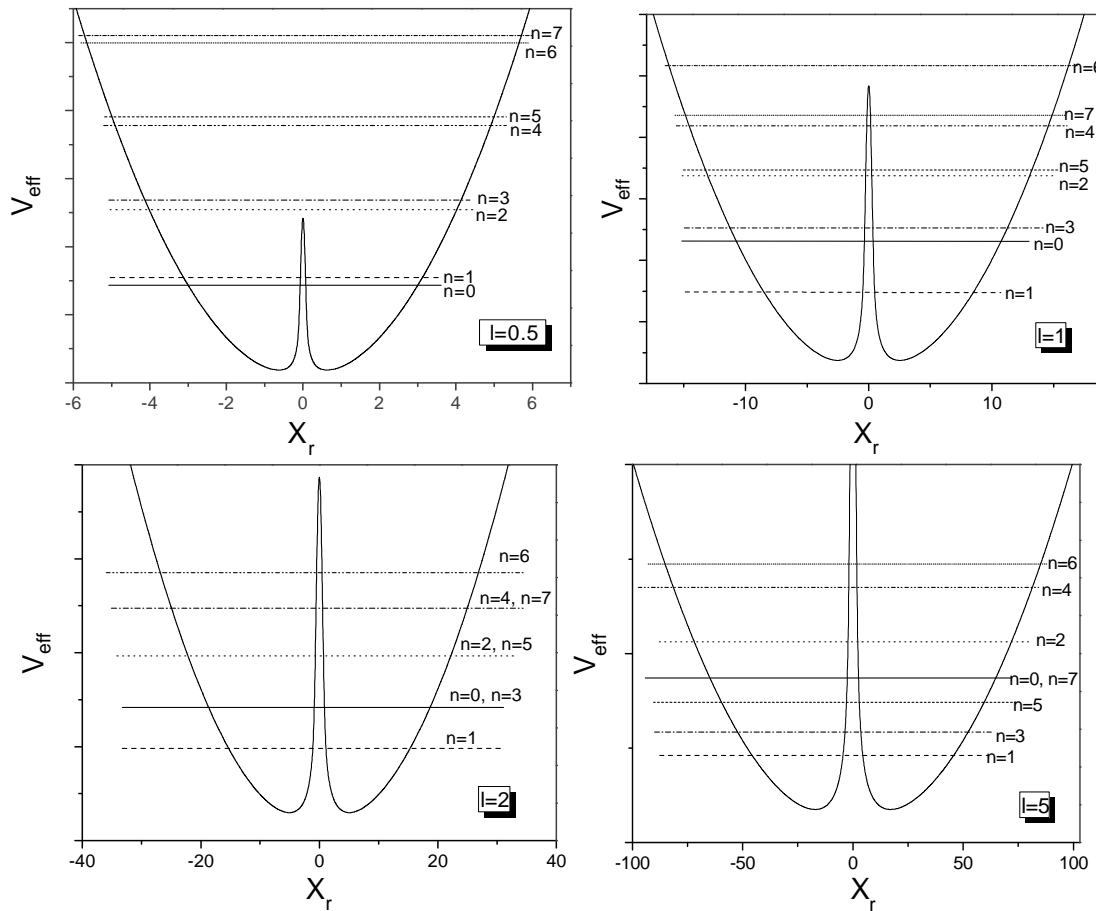 V_eff
n=7
n=6
n=5
n=4
n=3
n=2
n=1
n=0
l=0.5
-6 -4 -2 0 2 4 6
X_r
V_eff
n=6
n=7
n=4
n=5
n=2
n=3
n=0
n=1
l=1
-10 0 10
X_r
V_eff
n=6
n=4, n=7
n=2, n=5
n=0, n=3
n=1
l=2
-40 -20 0 20 40
X_r
V_eff
n=6
n=4
n=2
n=0, n=7
n=5
n=3
n=1
l=5
-100 -50 0 50 100
X_r